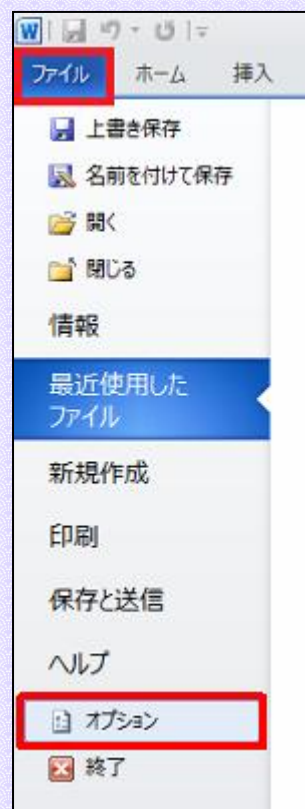 ファイル ホーム 挿入
上書き保存
名前を付けて保存
開く
閉じる
情報
最近使用した
ファイル
新規作成
印刷
保存と送信
ヘルプ
オプション
終了